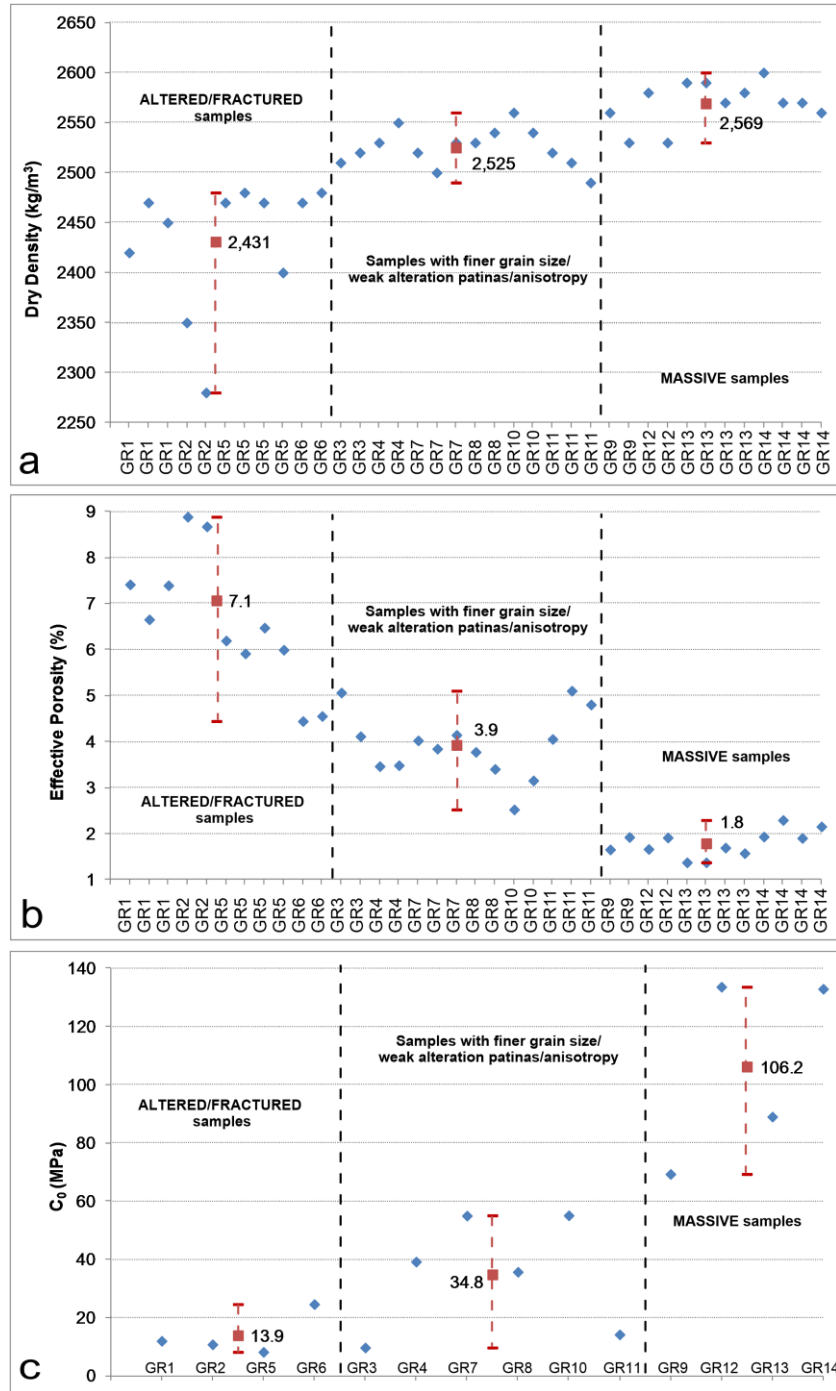 2650
2600
2550
2500
2450
2400
2350
2300
2250
Dry Density (kg/m³)
ALTERED/FRACTURED
samples
2,431
2,525
Samples with finer grain size/
weak alteration patinas/anisotropy
2,569
MASSIVE samples
GR1 GR1 GR1 GR2 GR2 GR5 GR5 GR5 GR5 GR6 GR6 GR3 GR3 GR4 GR4 GR7 GR7 GR7 GR8 GR8 GR10 GR10 GR11 GR11 GR11 GR9 GR9 GR12 GR12 GR13 GR13 GR13 GR13 GR14 GR14 GR14 GR14
a
9
8
7
6
5
4
3
2
1
Effective Porosity (%)
7.1
ALTERED/FRACTURED
samples
Samples with finer grain size/
weak alteration patinas/anisotropy
3.9
MASSIVE samples
1.8
GR1 GR1 GR1 GR2 GR2 GR5 GR5 GR5 GR5 GR6 GR6 GR3 GR3 GR4 GR4 GR7 GR7 GR7 GR8 GR8 GR10 GR10 GR11 GR11 GR11 GR9 GR9 GR12 GR12 GR13 GR13 GR13 GR13 GR14 GR14 GR14 GR14
b
140
120
100
80
60
40
20
0
C₀ (MPa)
ALTERED/FRACTURED
samples
13.9
Samples with finer grain size/
weak alteration patinas/anisotropy
34.8
106.2
MASSIVE samples
GR1 GR2 GR5 GR6 GR3 GR4 GR7 GR8 GR10 GR11 GR9 GR12 GR13 GR14
c